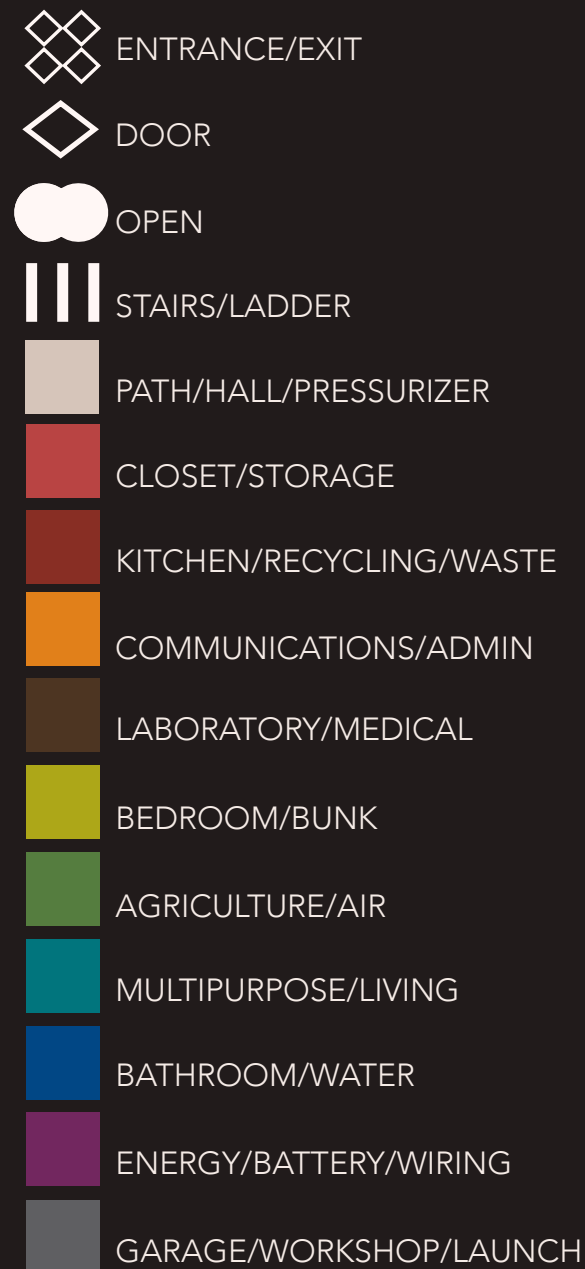 ENTRANCE/EXIT
DOOR
OPEN
STAIRS/LADDER
PATH/HALL/PRESSURIZER
CLOSET/STORAGE
KITCHEN/RECYCLING/WASTE
COMMUNICATIONS/ADMIN
LABORATORY/MEDICAL
BEDROOM/BUNK
AGRICULTURE/AIR
MULTIPURPOSE/LIVING
BATHROOM/WATER
ENERGY/BATTERY/WIRING
GARAGE/WORKSHOP/LAUNCH